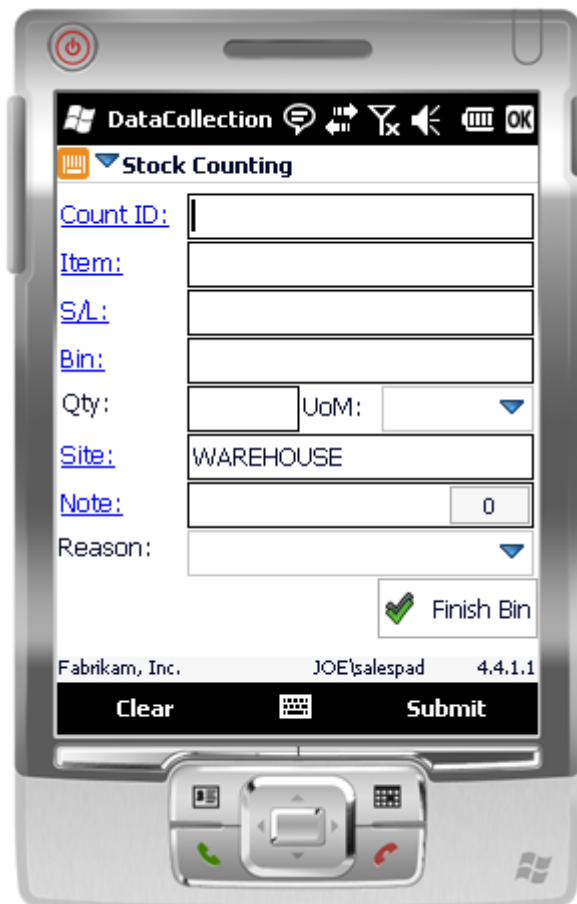 DataCollection OK
Stock Counting
Count ID:
Item:
S/L:
Bin:
Qty: UoM:
Site: WAREHOUSE
Note: 0
Reason:
Finish Bin
Fabrikam, Inc. JOE\salespad 4.4.1.1
Clear Submit